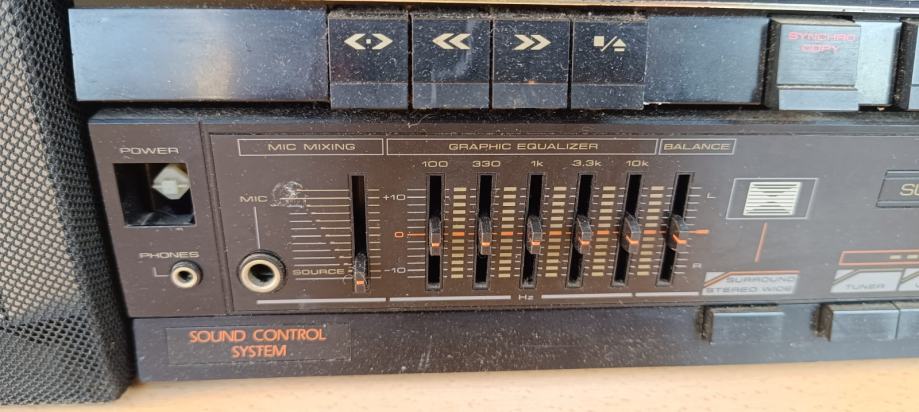 SYNCHRO
COPY
POWER
MIC MIXING
GRAPHIC EQUALIZER
BALANCE
100 330 1k 3.3k 10k
MIC
+10
L
0
PHONES
SOURCE
-10
R
Hz
SURROUND
STEREO WIDE
TUNER
SOUND CONTROL
SYSTEM